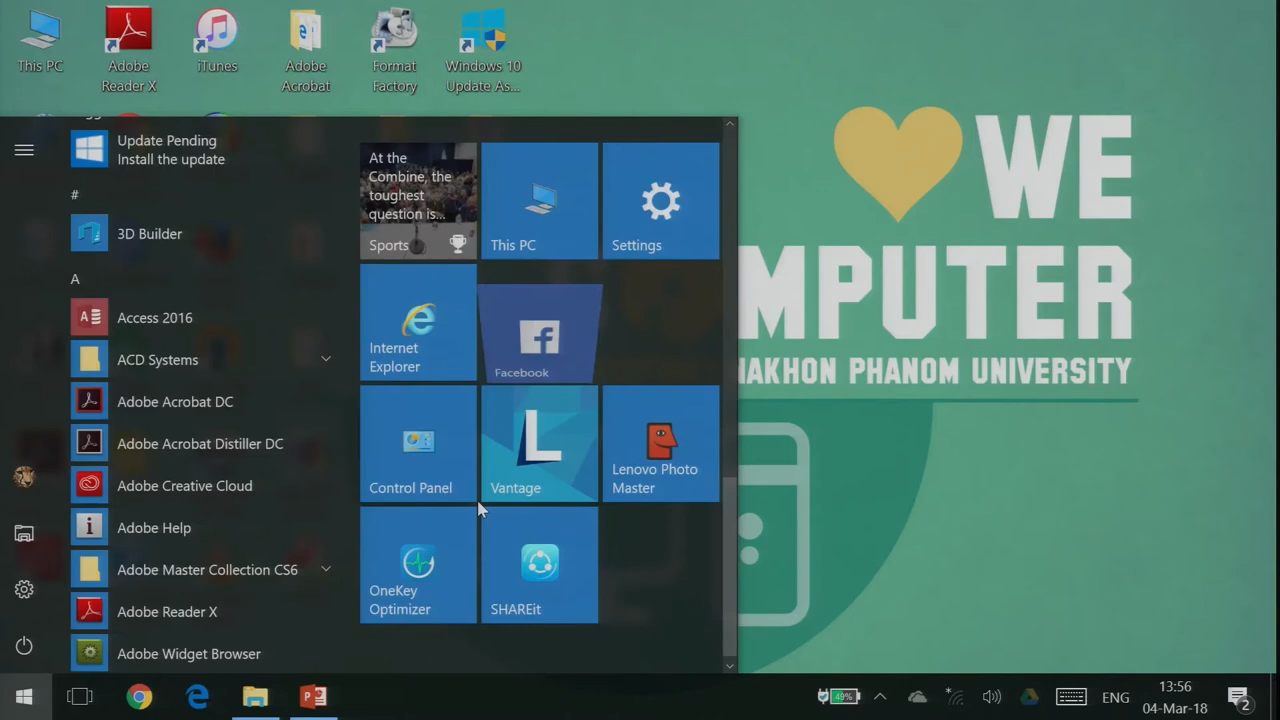 This PC
Adobe
Reader X
iTunes
Adobe
Acrobat
Format
Factory
Windows 10
Update As...
WE
MPUTER
NAKHON PHANOM UNIVERSITY
Update Pending
Install the update
#
3D Builder
A
Access 2016
ACD Systems
Adobe Acrobat DC
Adobe Acrobat Distiller DC
Adobe Creative Cloud
Adobe Help
Adobe Master Collection CS6
Adobe Reader X
Adobe Widget Browser
At the
Combine, the
toughest
question is...
Sports
This PC
Settings
Internet
Explorer
Facebook
Control Panel
L
Vantage
Lenovo Photo
Master
OneKey
Optimizer
SHAREit
49%
ENG
13:56
04-Mar-18
2